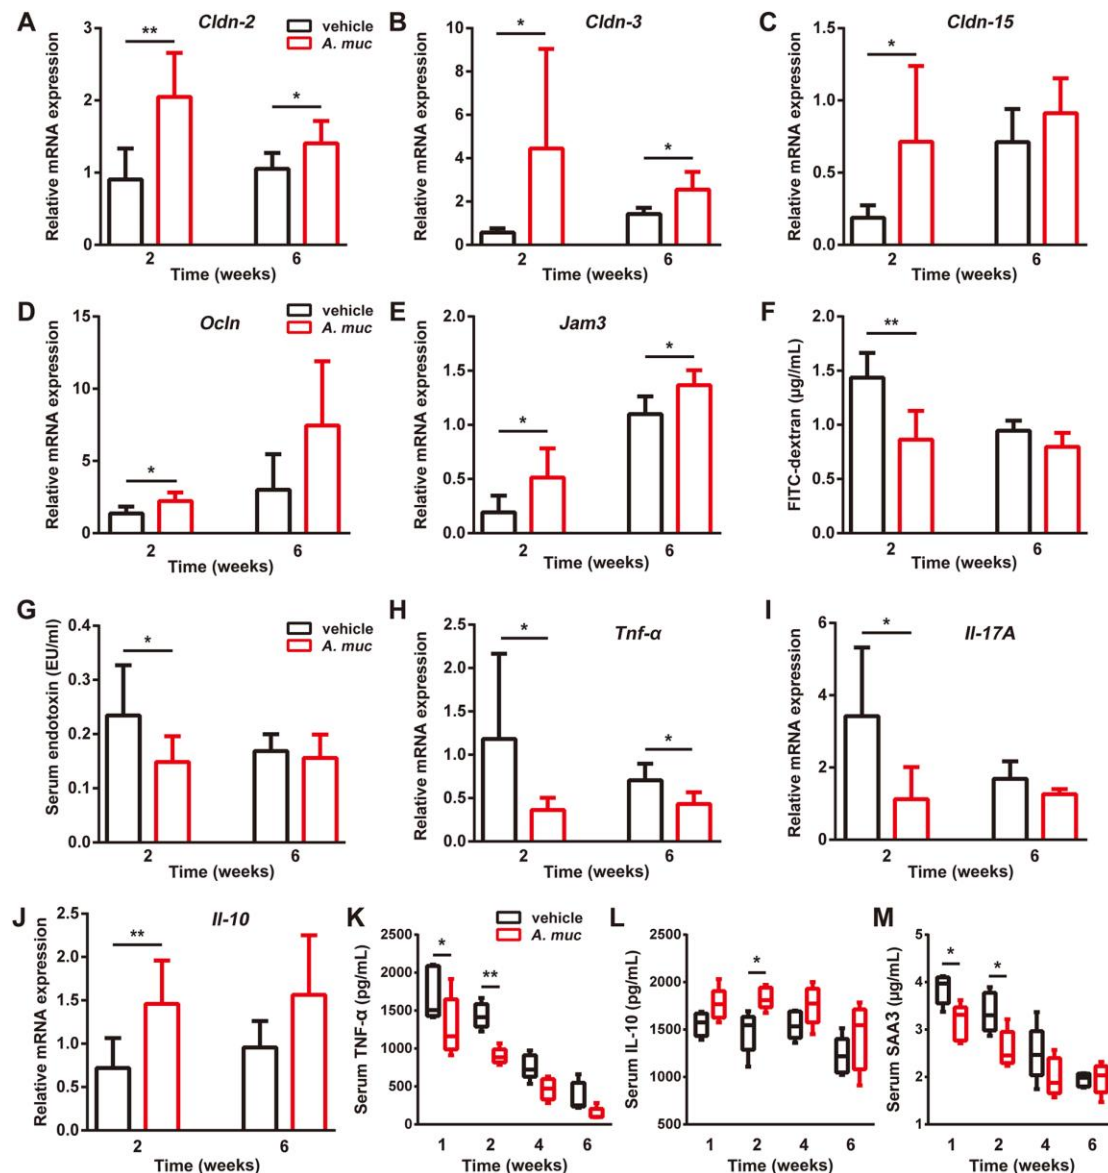 A
Cldn-2
vehicle
A. muc
Relative mRNA expression
3
2
1
0
**
*
2
6
Time (weeks)
B
Cldn-3
Relative mRNA expression
10
8
6
4
2
0
*
*
2
6
Time (weeks)
C
Cldn-15
Relative mRNA expression
1.5
1.0
0.5
0.0
*
2
6
Time (weeks)
D
Ocln
vehicle
A. muc
Relative mRNA expression
15
10
5
0
*
2
6
Time (weeks)
E
Jam3
Relative mRNA expression
2.0
1.5
1.0
0.5
0.0
*
*
2
6
Time (weeks)
F
FITC-dextran (μg//mL)
2.0
1.5
1.0
0.5
0.0
**
2
6
Time (weeks)
G
vehicle
A. muc
Serum endotoxin (EU/ml)
0.4
0.3
0.2
0.1
0.0
*
2
6
Time (weeks)
H
Tnf-α
Relative mRNA expression
2.5
2.0
1.5
1.0
0.5
0.0
*
*
2
6
Time (weeks)
I
Il-17A
Relative mRNA expression
6
4
2
0
*
2
6
Time (weeks)
J
Il-10
Relative mRNA expression
2.5
2.0
1.5
1.0
0.5
0.0
**
2
6
Time (weeks)
K
vehicle
A. muc
Serum TNF-α (pg/mL)
2500
2000
1500
1000
500
0
*
**
1
2
4
6
Time (weeks)
L
Serum IL-10 (pg/mL)
2500
2000
1500
1000
500
*
1
2
4
6
Time (weeks)
M
Serum SAA3 (μg/mL)
5
4
3
2
1
*
*
1
2
4
6
Time (weeks)